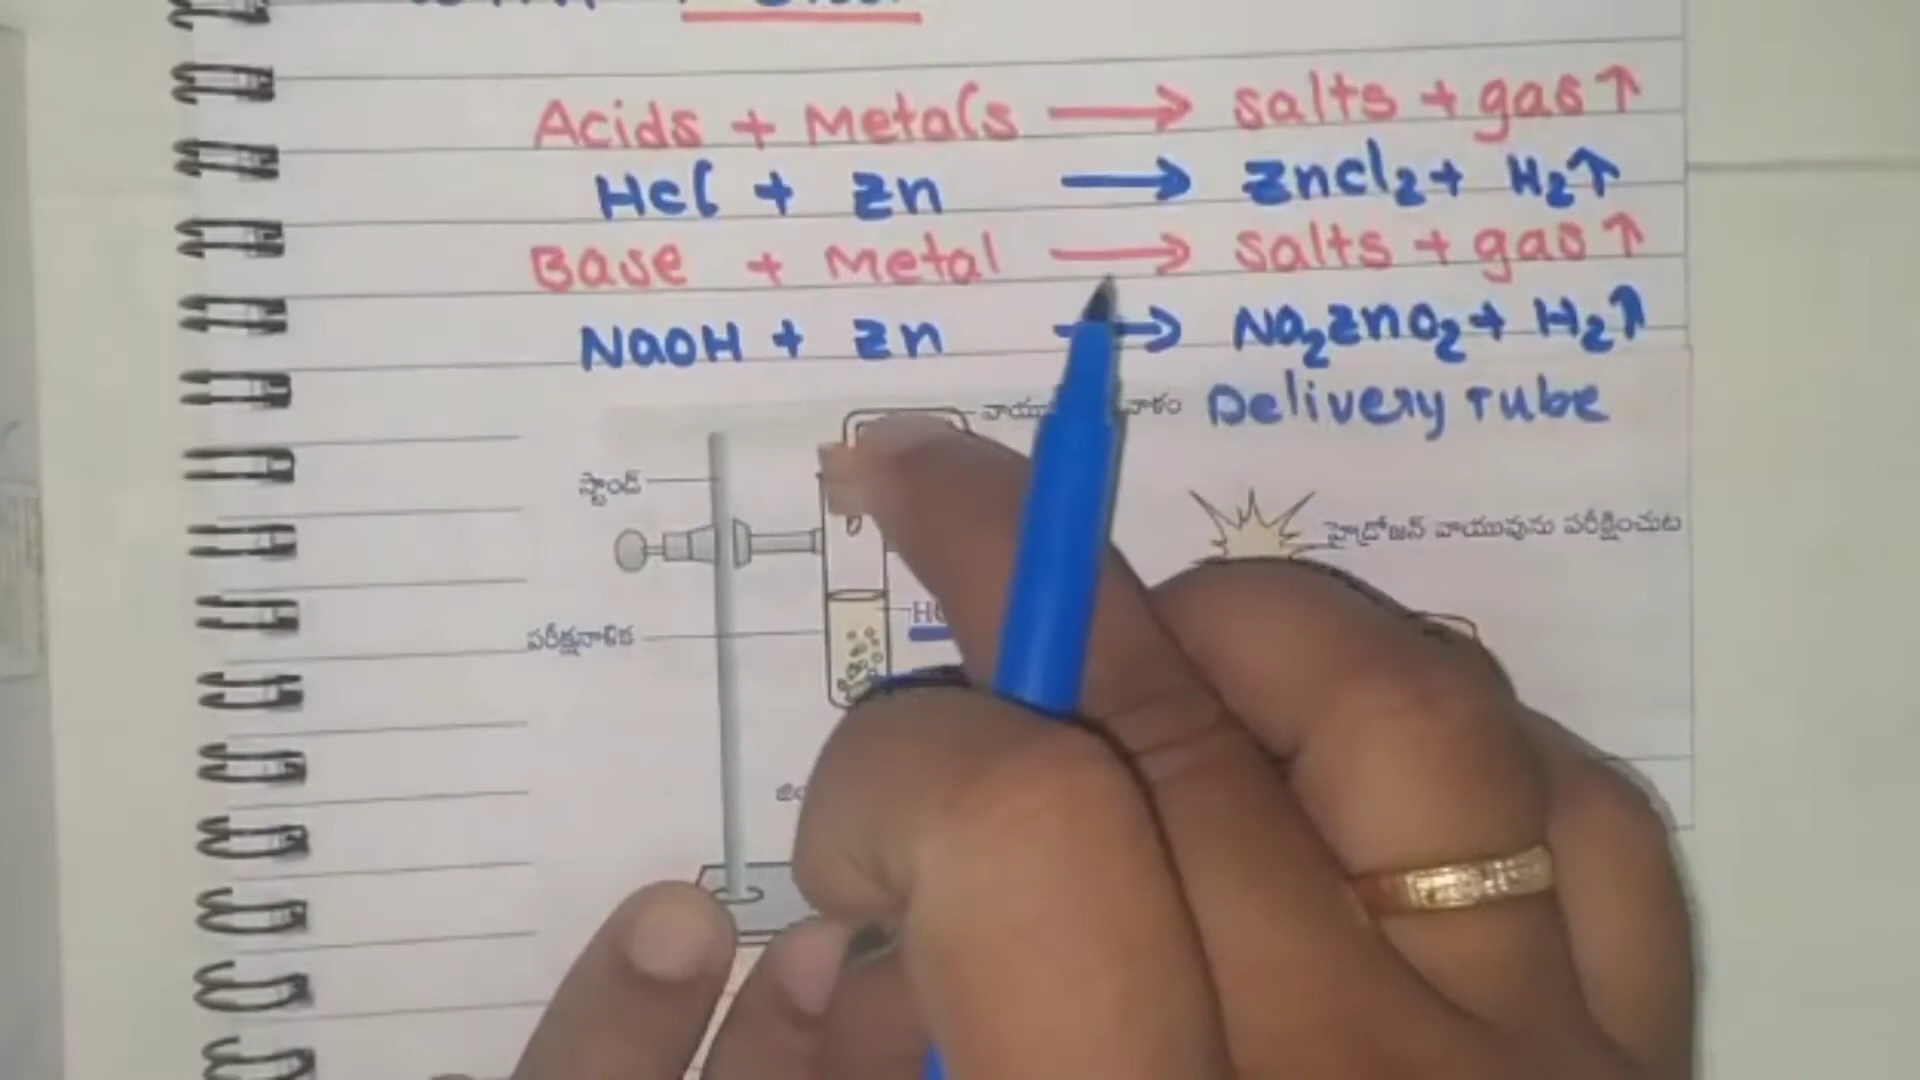 Acids + Metals → salts + gas↑
Hcl + Zn → Zncl₂ + H₂↑
Base + Metal → salts + gas↑
NaOH + Zn → Na₂ZnO₂ + H₂↑
Delivery Tube
స్టాండ్
హైడ్రోజన్ వాయువును పరీక్షించుట
పరీక్షనాళిక